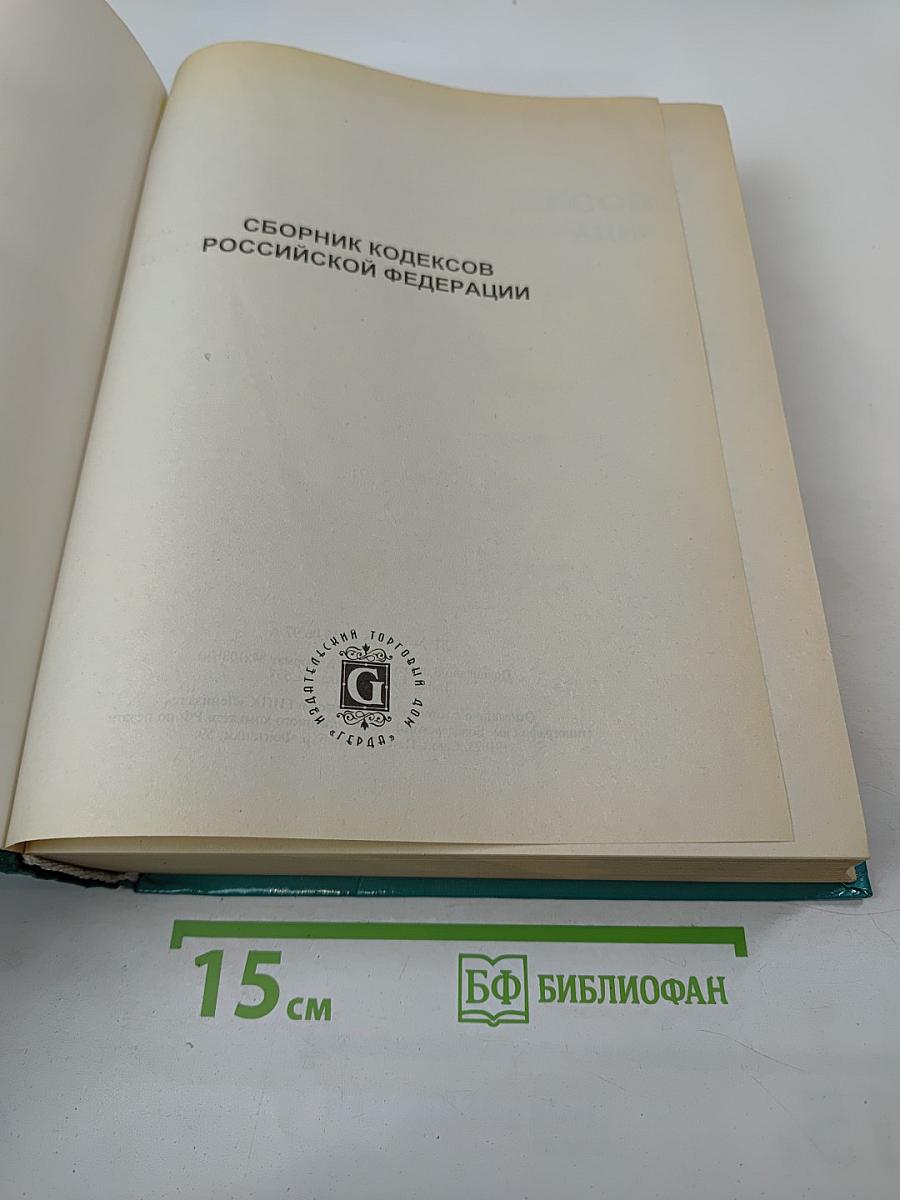 СБОРНИК КОДЕКСОВ
РОССИЙСКОЙ ФЕДЕРАЦИИ
ИЗДАТЕЛЬСКИЙ ТОРГОВЫЙ ДОМ
G
«ГЕРДА»
15 см
БФ БИБЛИОФАН